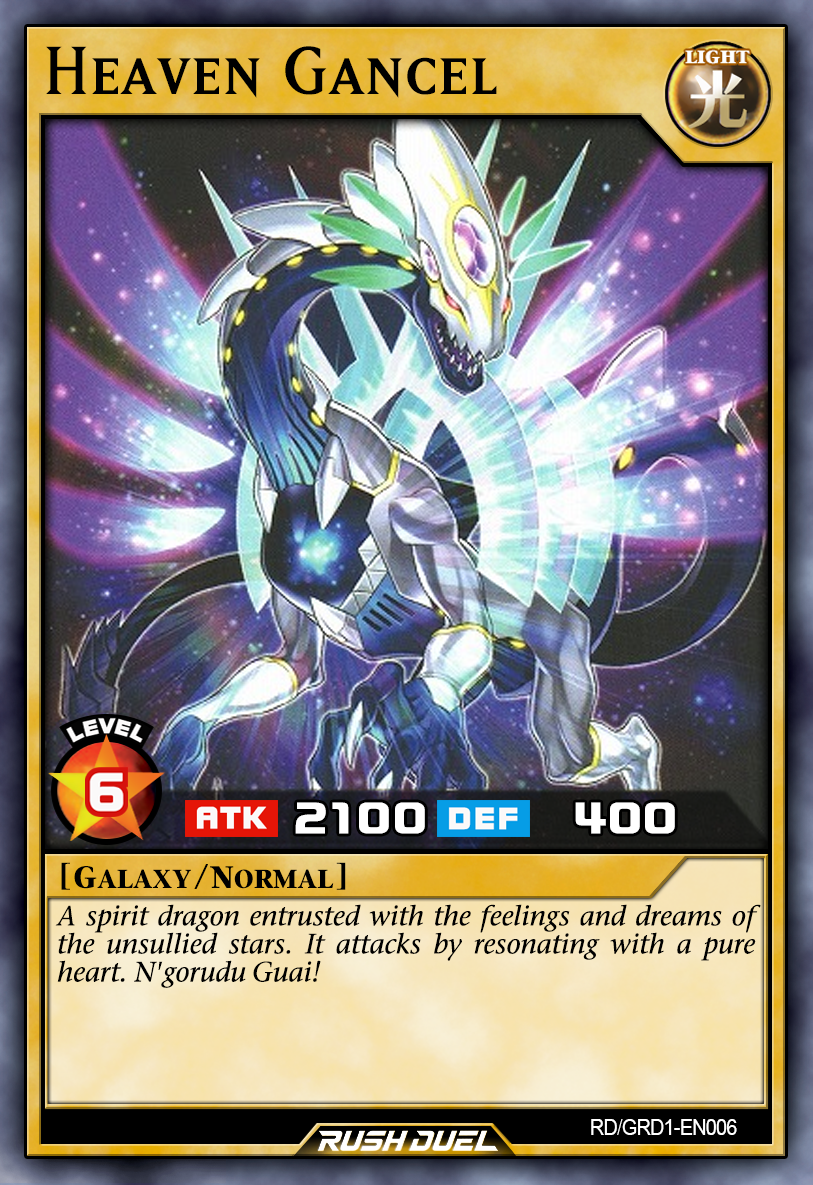 HEAVEN GANCEL
LIGHT
光
LEVEL
6
ATK 2100 DEF 400
[GALAXY/NORMAL]
A spirit dragon entrusted with the feelings and dreams of
the unsullied stars. It attacks by resonating with a pure
heart. N'gorudu Guai!
RUSH DUEL
RD/GRD1-EN006